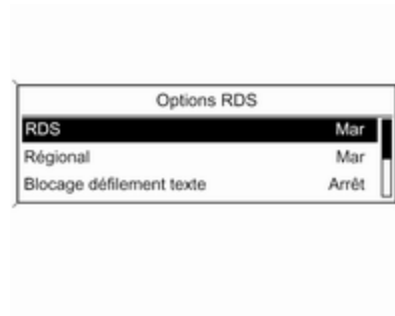 Options RDS
RDS Mar
Régional Mar
Blocage défilement texte Arrêt